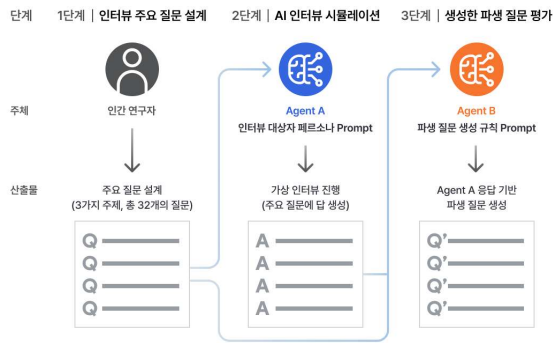 단계 1단계 | 인터뷰 주요 질문 설계 2단계 | AI 인터뷰 시뮬레이션 3단계 | 생성한 파생 질문 평가
주체 인간 연구자 Agent A Agent B
인터뷰 대상자 페르소나 Prompt 파생 질문 생성 규칙 Prompt
산출물 주요 질문 설계 가상 인터뷰 진행 Agent A 응답 기반
(3가지 주제, 총 32개의 질문) (주요 질문에 답 생성) 파생 질문 생성
Q A Q’
Q A Q’
Q A Q’
Q A Q’